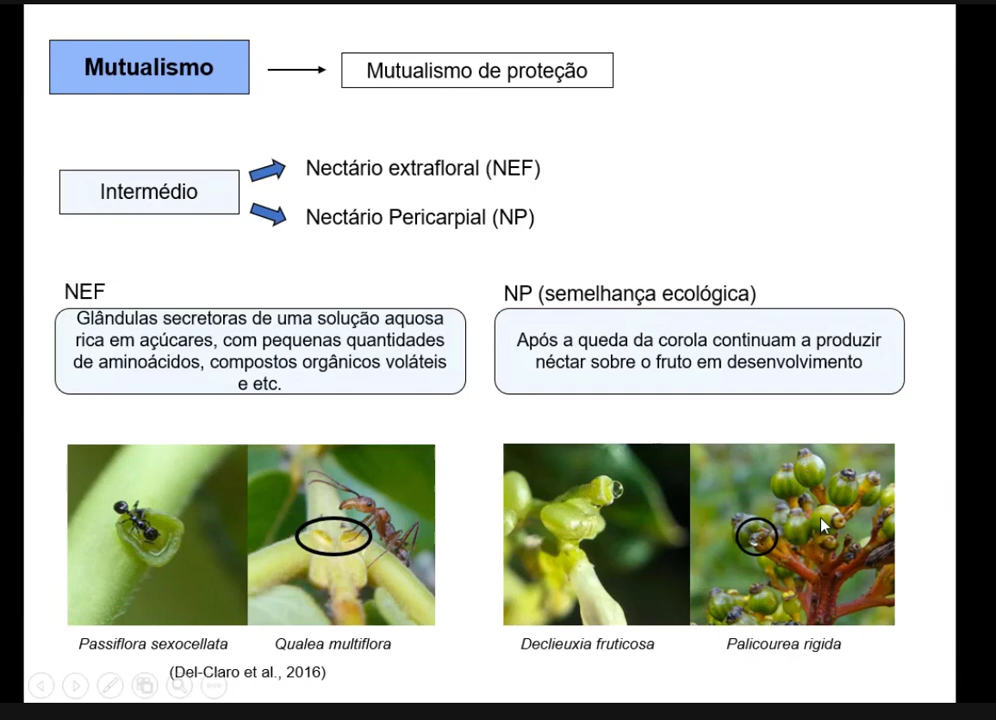 Mutualismo
Mutualismo de proteção
Intermédio
Nectário extrafloral (NEF)
Nectário Pericarpial (NP)
NEF
Glândulas secretoras de uma solução aquosa
rica em açúcares, com pequenas quantidades
de aminoácidos, compostos orgânicos voláteis
e etc.
NP (semelhança ecológica)
Após a queda da corola continuam a produzir
néctar sobre o fruto em desenvolvimento
Passiflora sexocellata
Qualea multiflora
Declieuxia fruticosa
Palicourea rigida
(Del-Claro et al., 2016)